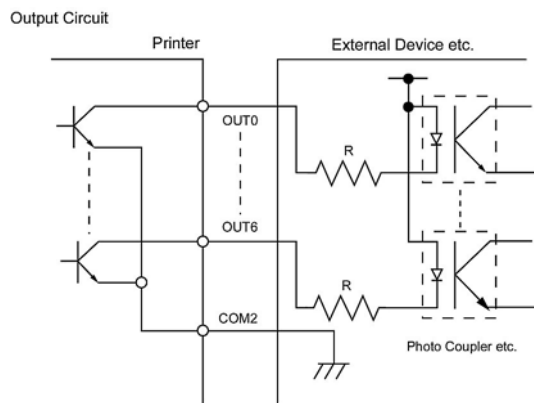 Output Circuit
Printer
External Device etc.
OUT0
R
OUT6
R
COM2
Photo Coupler etc.